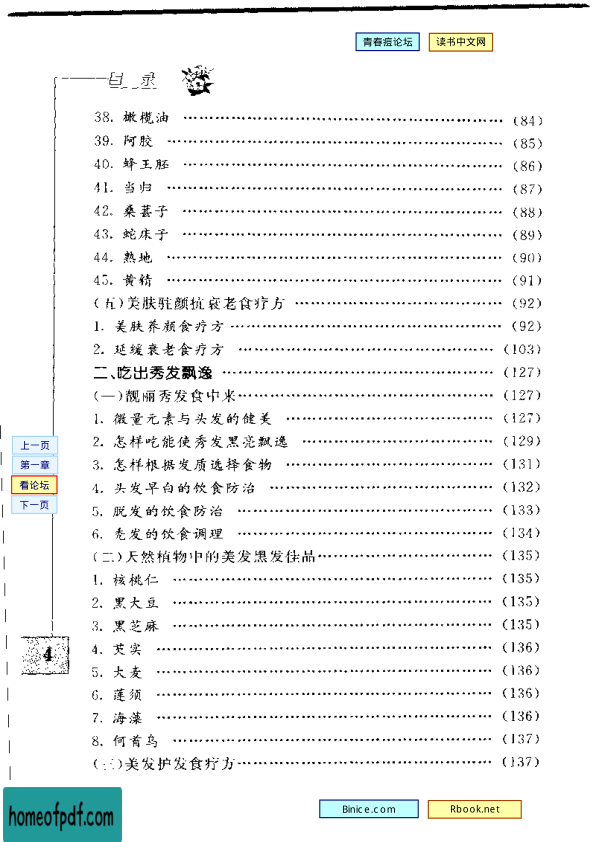 青春痘论坛 读书中文网
目录
38. 橄榄油 (84)
39. 阿胶 (85)
40. 蜂王胚 (86)
41. 当归 (87)
42. 桑葚子 (88)
43. 蛇床子 (89)
44. 熟地 (90)
45. 黄精 (91)
(五)美肤驻颜抗衰老食疗方 (92)
1. 美肤养颜食疗方 (92)
2. 延缓衰老食疗方 (103)
二、吃出秀发飘逸 (127)
(一)靓丽秀发食中来 (127)
1. 微量元素与头发的健美 (127)
2. 怎样吃能使秀发黑亮飘逸 (129)
3. 怎样根据发质选择食物 (131)
4. 头发早白的饮食防治 (132)
5. 脱发的饮食防治 (133)
6. 秃发的饮食调理 (134)
(二)天然植物中的美发黑发佳品 (135)
1. 核桃仁 (135)
2. 黑大豆 (135)
3. 黑芝麻 (135)
4. 芡实 (136)
5. 大麦 (136)
6. 莲须 (136)
7. 海藻 (136)
8. 何首乌 (137)
(三)美发护发食疗方 (137)
上一页
第一章
看论坛
下一页
4
homeofpdf.com
Binice.com Rbook.net